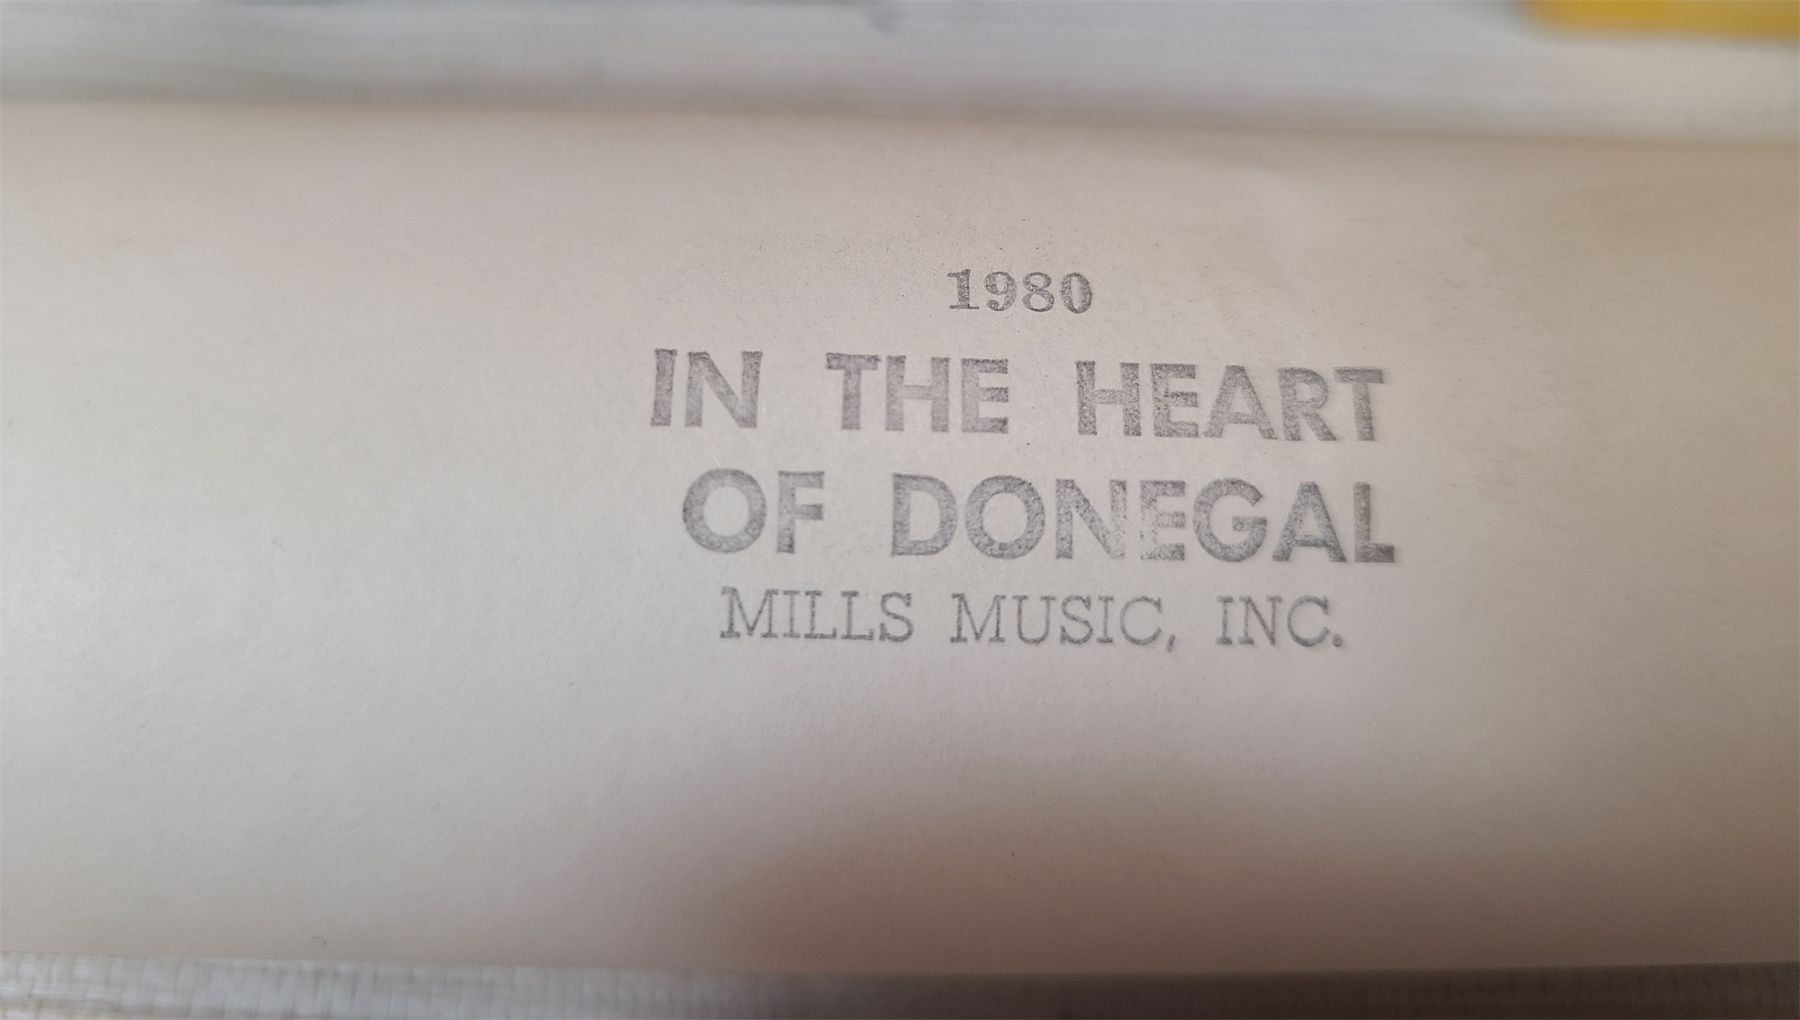 1980
IN THE HEART
OF DONEGAL
MILLS MUSIC, INC.